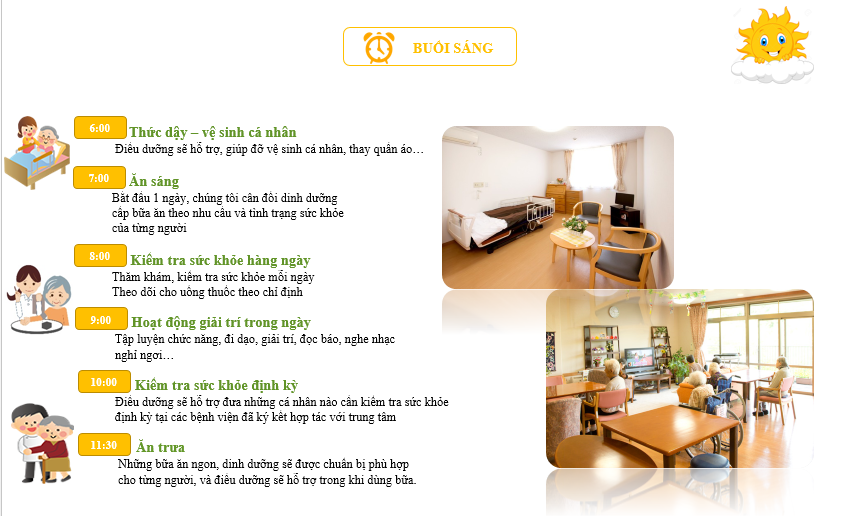 BUỔI SÁNG
6:00
Thức dậy – vệ sinh cá nhân
Điều dưỡng sẽ hỗ trợ, giúp đỡ vệ sinh cá nhân, thay quần áo…
7:00
Ăn sáng
Bắt đầu 1 ngày, chúng tôi cân đối dinh dưỡng
cấp bữa ăn theo nhu cầu và tình trạng sức khỏe
của từng người
8:00
Kiểm tra sức khỏe hàng ngày
Thăm khám, kiểm tra sức khỏe mỗi ngày
Theo dõi cho uống thuốc theo chỉ định
9:00
Hoạt động giải trí trong ngày
Tập luyện chức năng, đi dạo, giải trí, đọc báo, nghe nhạc
nghỉ ngơi…
10:00
Kiểm tra sức khỏe định kỳ
Điều dưỡng sẽ hỗ trợ đưa những cá nhân nào cần kiểm tra sức khỏe
định kỳ tại các bệnh viện đã ký kết hợp tác với trung tâm
11:30
Ăn trưa
Những bữa ăn ngon, dinh dưỡng sẽ được chuẩn bị phù hợp
cho từng người, và điều dưỡng sẽ hỗ trợ trong khi dùng bữa.